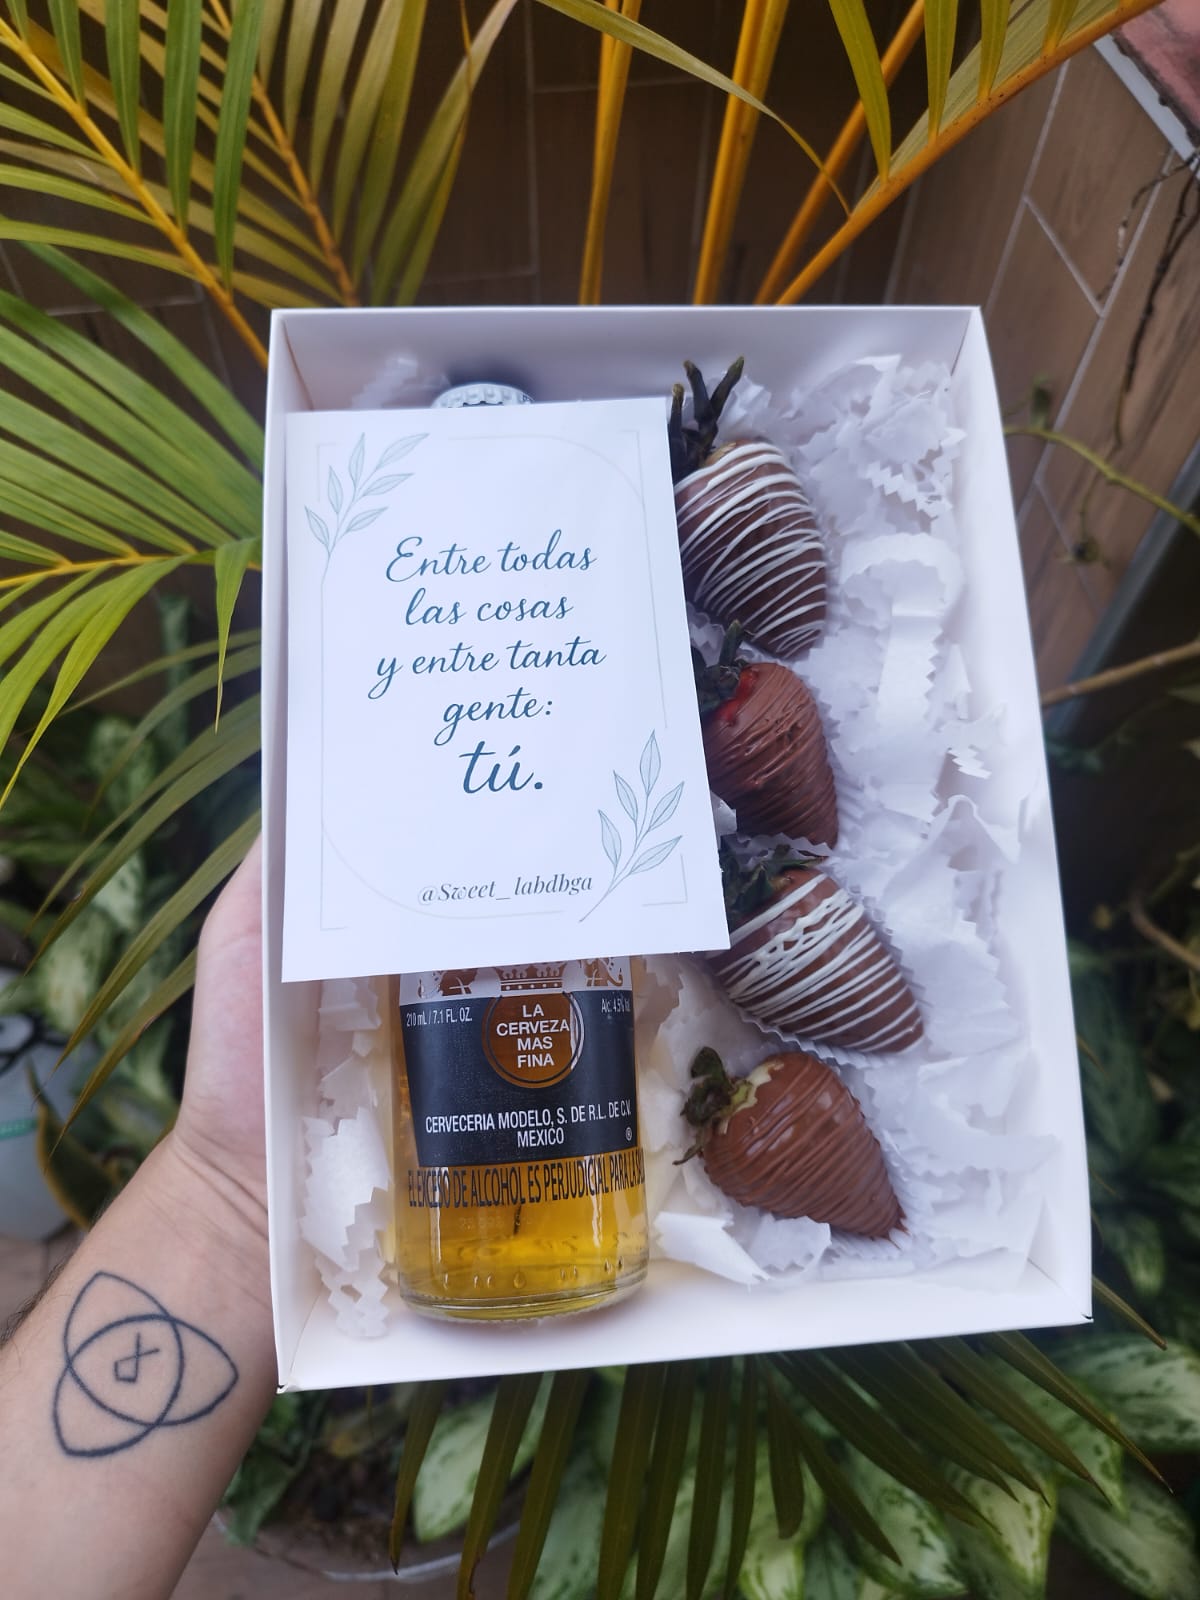 Entre todas
las cosas
y entre tanta
gente:
tú.
@Sweet_labdbga
210 mL / 7.1 FL. OZ.
LA
CERVEZA
MAS
FINA
CERVECERIA MODELO, S. DE R.L. DE C.V.
MEXICO
®
EL EXCESO DE ALCOHOL ES PERJUDICIAL PARA LA